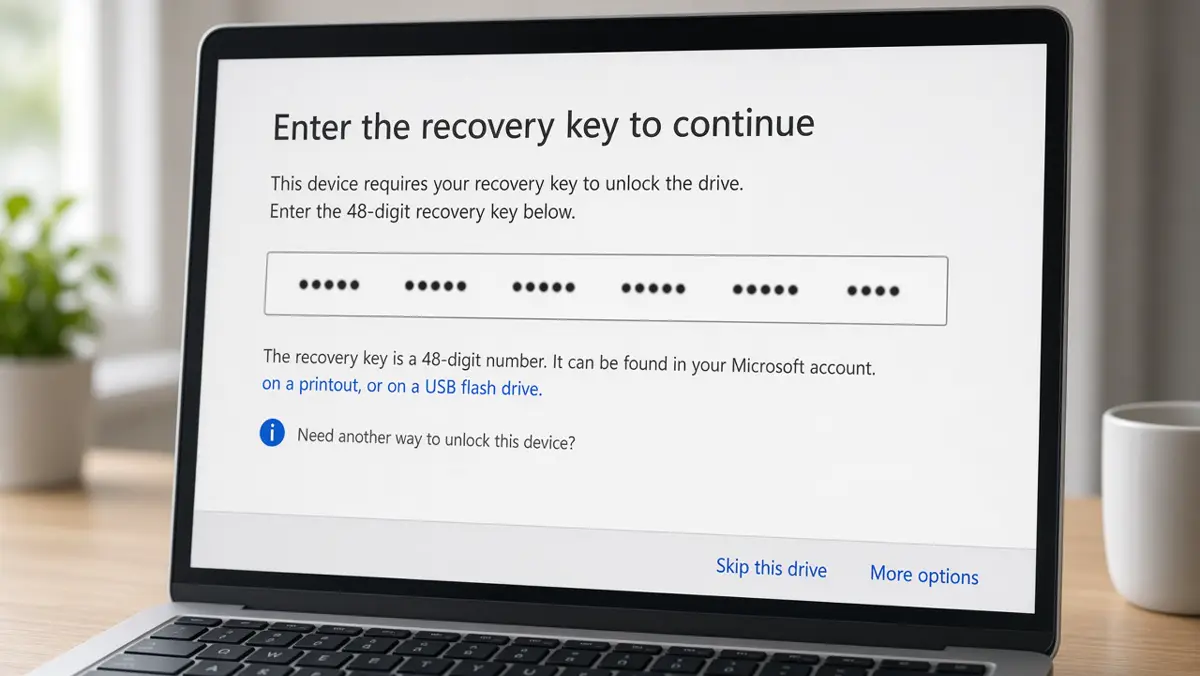 Enter the recovery key to continue
This device requires your recovery key to unlock the drive.
Enter the 48-digit recovery key below.
••••• ••••• ••••• ••••• ••••• ••••
The recovery key is a 48-digit number. It can be found in your Microsoft account.
on a printout, or on a USB flash drive.
i Need another way to unlock this device?
Skip this drive More options